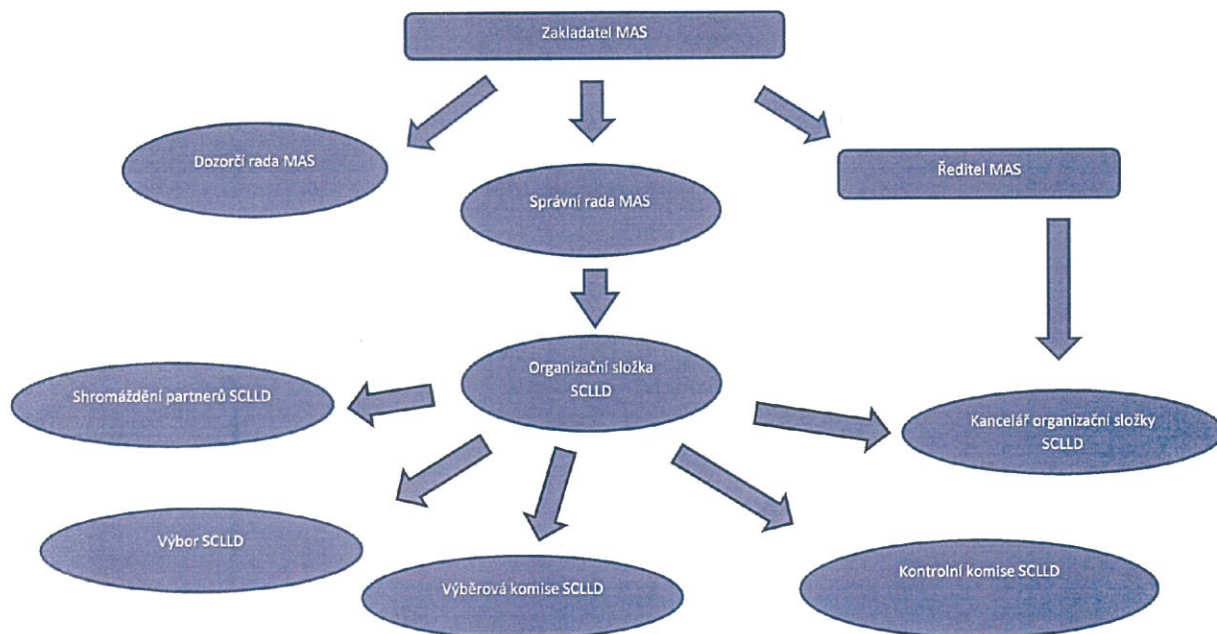 Zakladatel MAS
Dozorčí rada MAS
Správní rada MAS
Ředitel MAS
Organizační složka
SCLLD
Shromáždění partnerů SCLLD
Kancelář organizační složky
SCLLD
Výbor SCLLD
Výběrová komise SCLLD
Kontrolní komise SCLLD